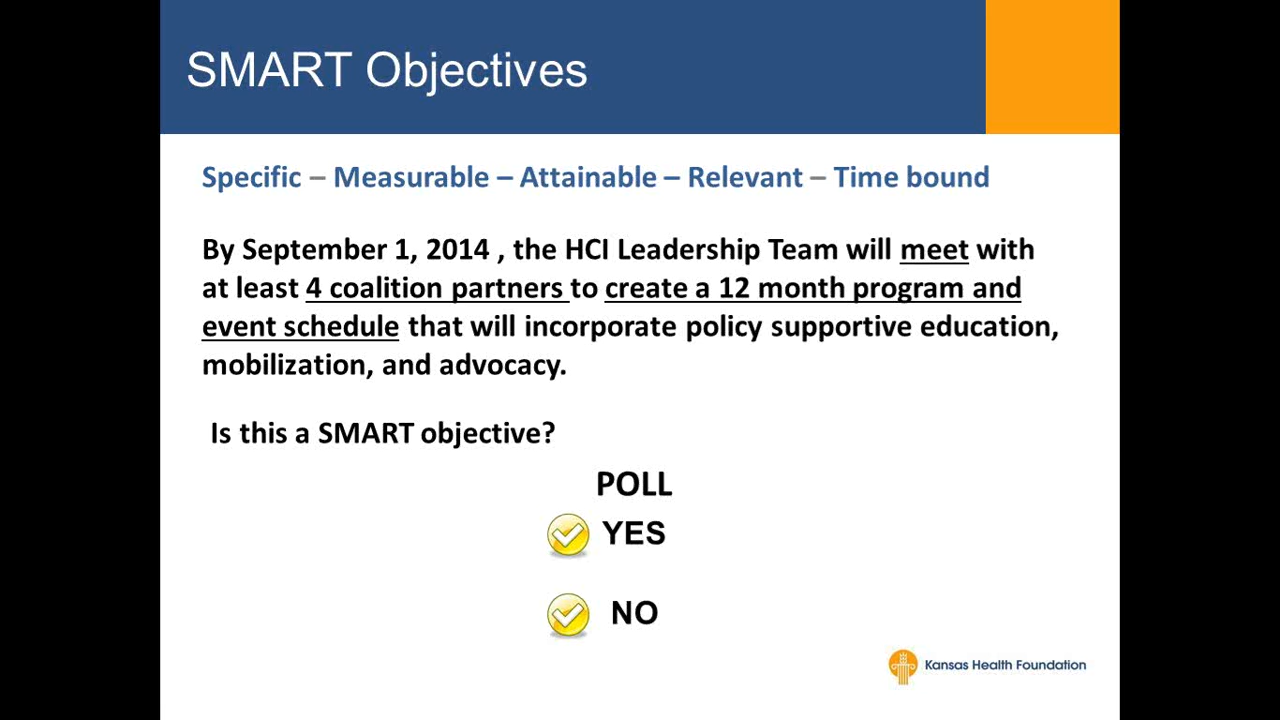 SMART Objectives
Specific – Measurable – Attainable – Relevant – Time bound
By September 1, 2014 , the HCI Leadership Team will meet with
at least 4 coalition partners to create a 12 month program and
event schedule that will incorporate policy supportive education,
mobilization, and advocacy.
Is this a SMART objective?
POLL
YES
NO
Kansas Health Foundation